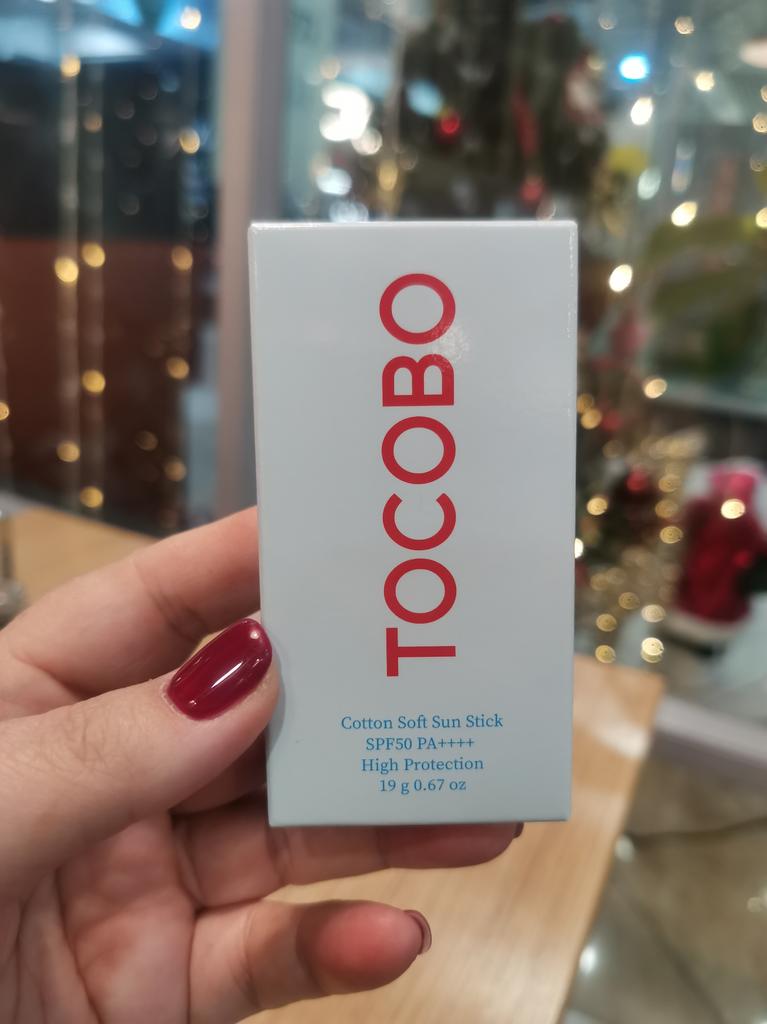 TOCOBO
Cotton Soft Sun Stick
SPF50 PA++++
High Protection
19 g 0.67 oz